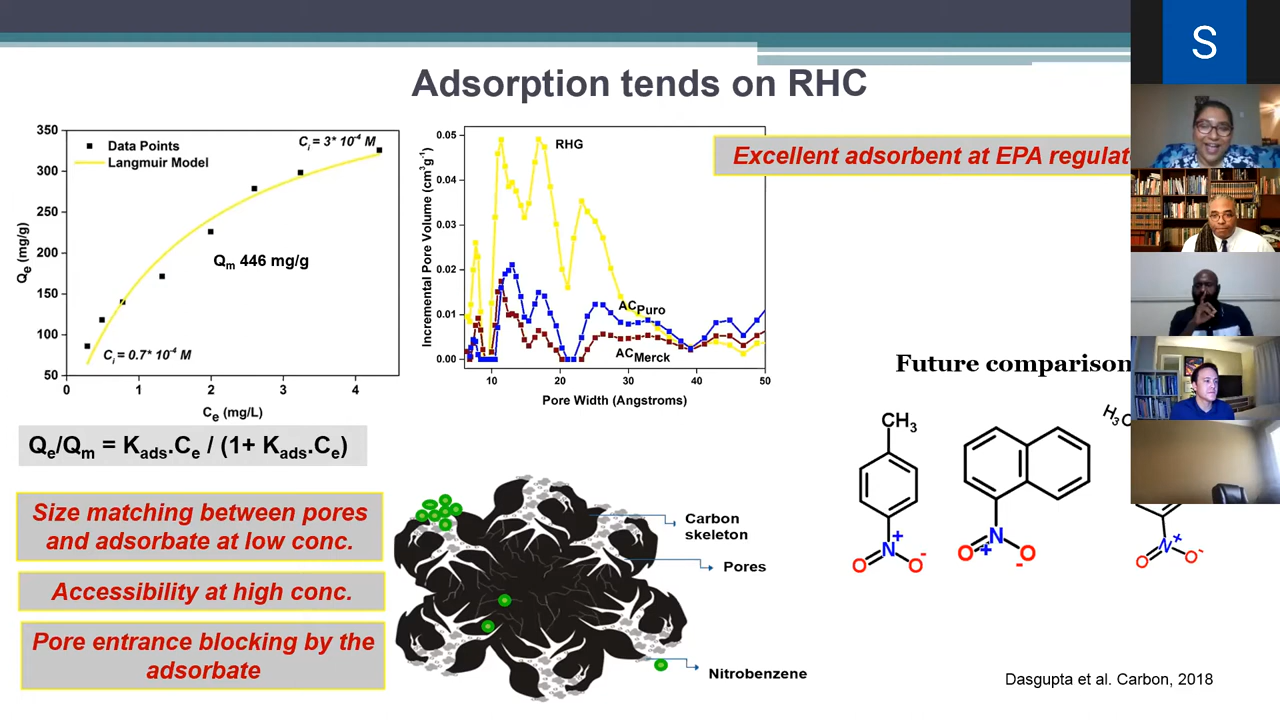 S
Adsorption tends on RHC
350
300
250
200
150
100
50
0
1
2
3
4
Qe (mg/g)
Ce (mg/L)
Data Points
Langmuir Model
Ci = 3* 10-4 M
Qm 446 mg/g
Ci = 0.7* 10-4 M
0.05
0.04
0.03
0.02
0.01
0.00
10
20
30
40
50
Incremental Pore Volume (cm3g-1)
Pore Width (Angstroms)
RHG
ACPuro
ACMerck
Excellent adsorbent at EPA
Qe/Qm = Kads.Ce / (1+ Kads.Ce)
Size matching between pores
and adsorbate at low conc.
Accessibility at high conc.
Pore entrance blocking by the
adsorbate
Carbon
skeleton
Pores
Nitrobenzene
Future comparison
CH3
N+
O
O-
N
+
O
O
-
H3C
N+
O
O-
Dasgupta et al. Carbon, 2018